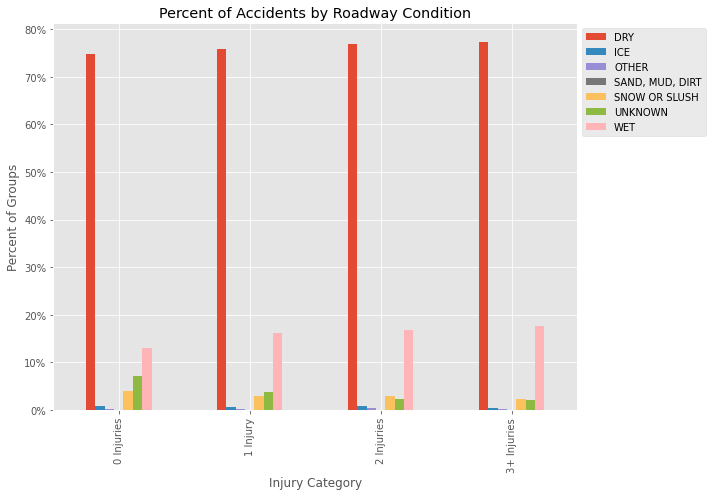 Percent of Accidents by Roadway Condition
DRY
ICE
OTHER
SAND, MUD, DIRT
SNOW OR SLUSH
UNKNOWN
WET
Percent of Groups
80%
70%
60%
50%
40%
30%
20%
10%
0%
0 Injuries
1 Injury
2 Injuries
3+ Injuries
Injury Category